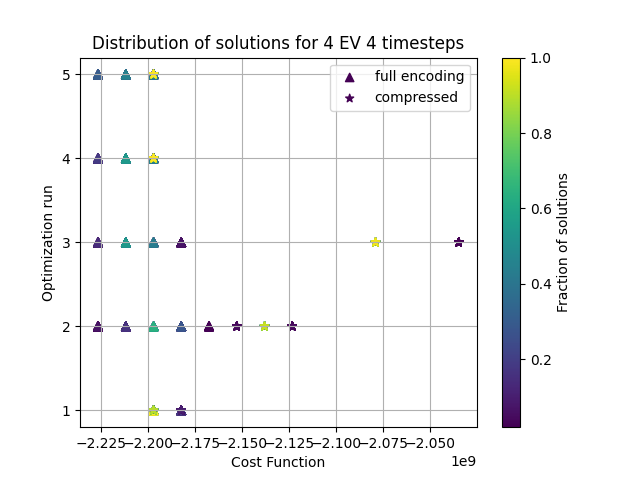 Distribution of solutions for 4 EV 4 timesteps
full encoding
compressed
5
4
3
2
1
Optimization run
−2.225 −2.200 −2.175 −2.150 −2.125 −2.100 −2.075 −2.050
1e9
Cost Function
1.0
0.8
0.6
0.4
0.2
Fraction of solutions